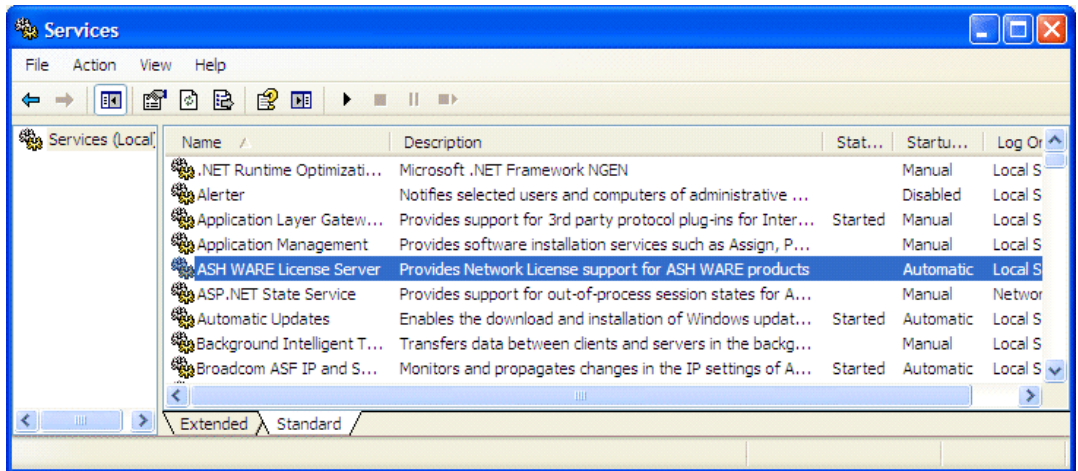 Services
File Action View Help
Services (Local)
Name Description Stat... Startu... Log On
.NET Runtime Optimizati... Microsoft .NET Framework NGEN Manual Local S
Alerter Notifies selected users and computers of administrative ... Disabled Local S
Application Layer Gatew... Provides support for 3rd party protocol plug-ins for Inter... Started Manual Local S
Application Management Provides software installation services such as Assign, P... Manual Local S
ASH WARE License Server Provides Network License support for ASH WARE products Automatic Local S
ASP.NET State Service Provides support for out-of-process session states for A... Manual Networ
Automatic Updates Enables the download and installation of Windows updat... Started Automatic Local S
Background Intelligent T... Transfers data between clients and servers in the backg... Manual Local S
Broadcom ASF IP and S... Monitors and propagates changes in the IP settings of A... Started Automatic Local S
Extended Standard